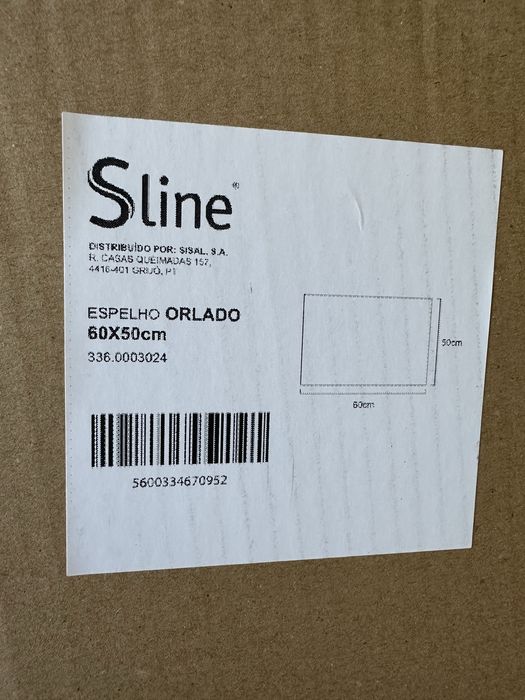 Sline®
DISTRIBUÍDO POR: SISAL, S.A.
R. CASAS QUEIMADAS 157,
4416-401 GRIJÓ, PT
ESPELHO ORLADO
60X50cm
336.0003024
50cm
60cm
5600334670952